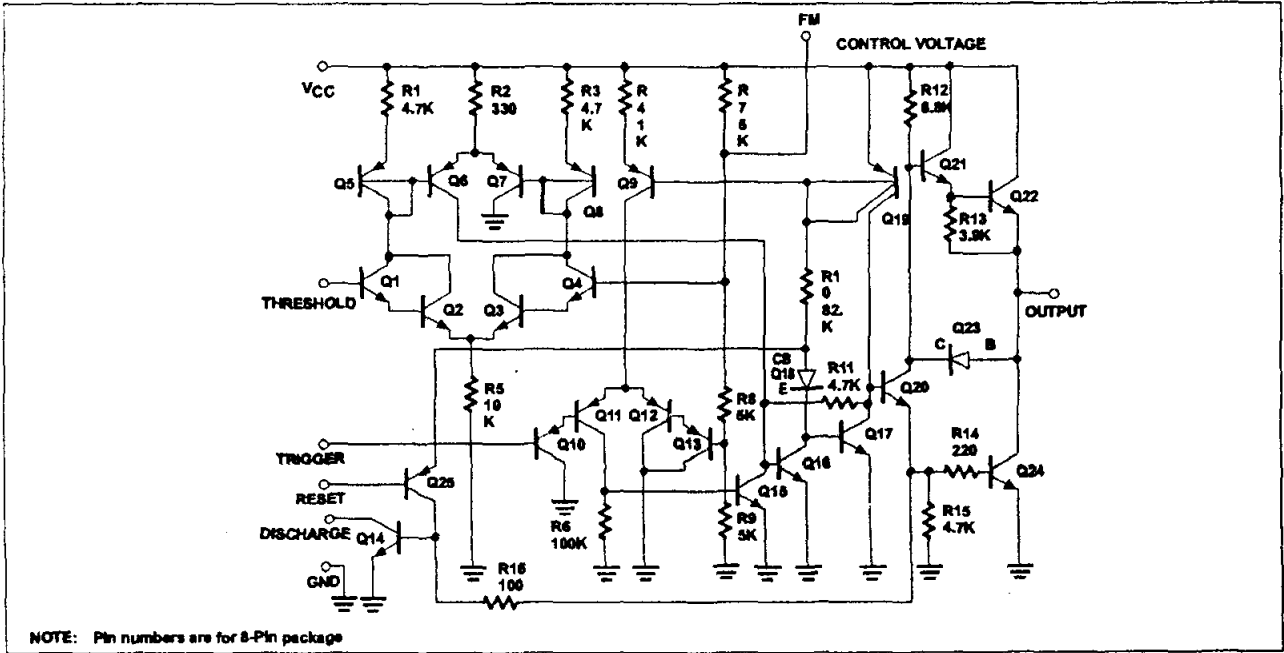 FM
CONTROL VOLTAGE
VCC
R1
4.7K
R2
330
R3
4.7
K
R
4
1
K
R
7
5
K
R12
6.8K
Q5
Q6
Q7
Q8
Q9
Q19
Q21
Q22
R13
3.9K
THRESHOLD
Q1
Q2
Q3
Q4
R1
0
82.
K
OUTPUT
Q23
C
B
CB
Q18
E
R11
4.7K
Q20
R5
10
K
Q11
Q12
R8
5K
Q10
Q13
Q17
Q16
R14
220
Q24
TRIGGER
RESET
Q25
Q15
R6
100K
R9
5K
R15
4.7K
DISCHARGE
Q14
GND
R16
100
NOTE: Pin numbers are for 8-Pin package